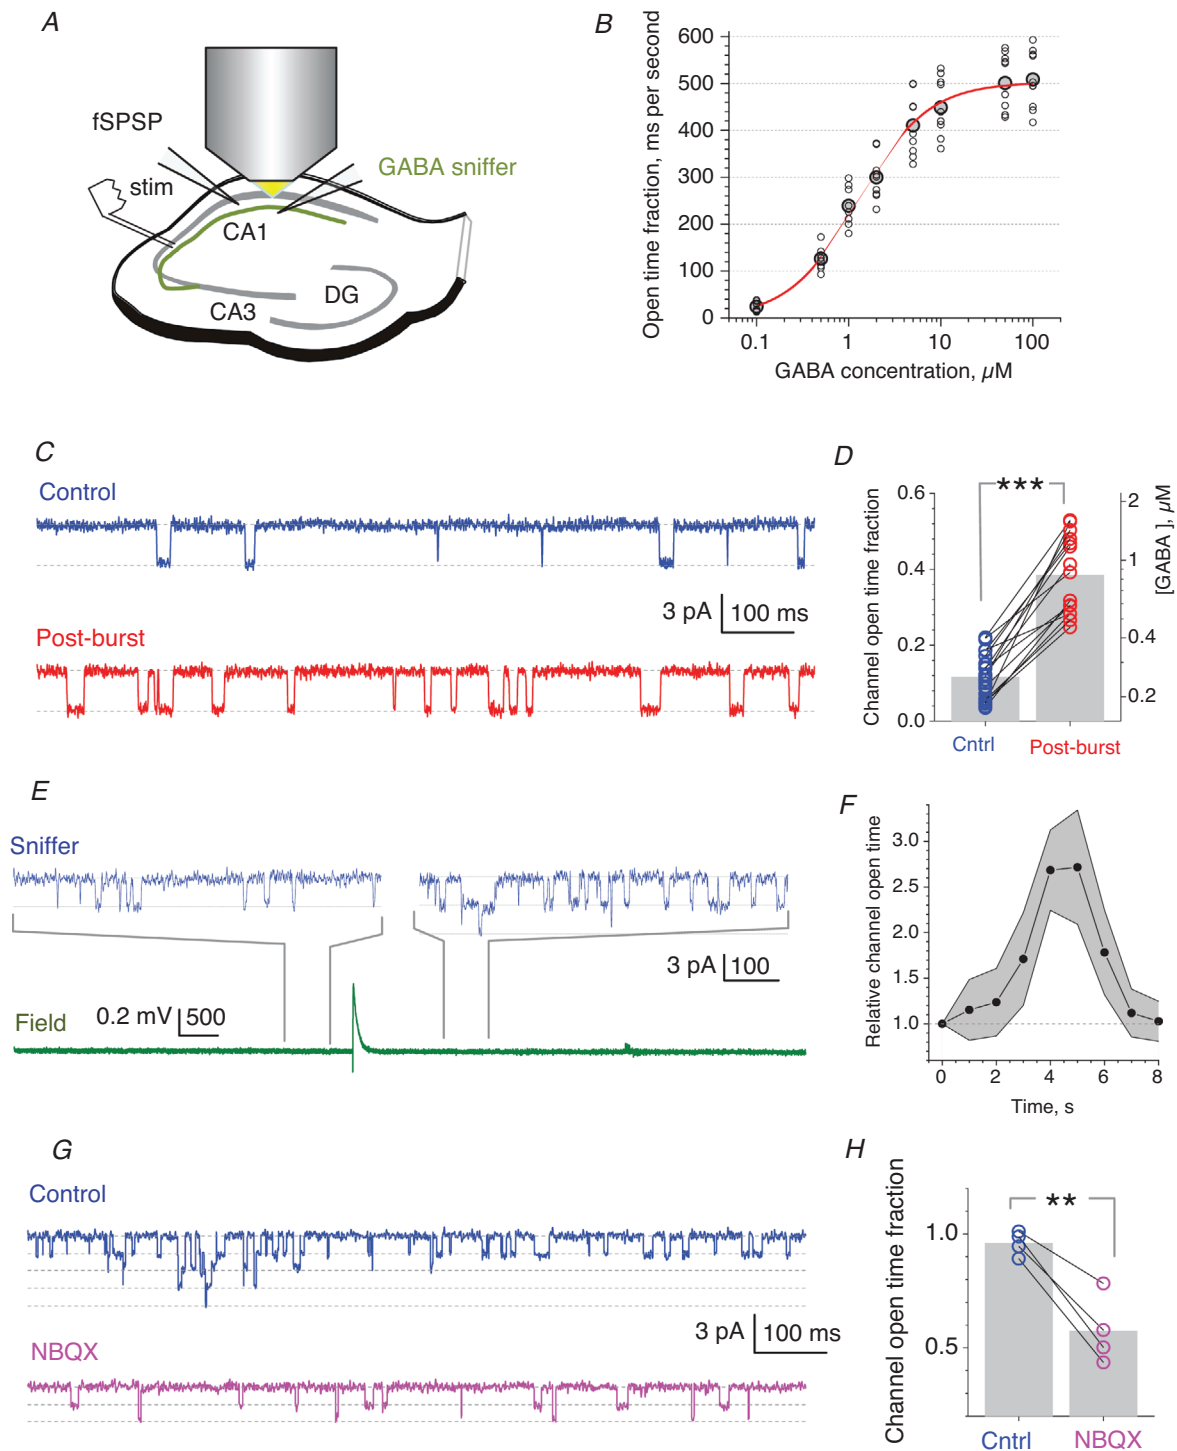 A
fSPSP
GABA sniffer
stim
CA1
CA3
DG
B
Open time fraction, ms per second
600
500
400
300
200
100
0
0.1
1
10
100
GABA concentration, µM
C
Control
3 pA
100 ms
Post-burst
D
***
Channel open time fraction
0.6
0.4
0.2
0.0
2
1
0.4
0.2
[GABA ], µM
Cntrl
Post-burst
E
Sniffer
3 pA
100
0.2 mV
500
Field
F
Relative channel open time
3.0
2.5
2.0
1.5
1.0
0
2
4
6
8
Time, s
G
Control
3 pA
100 ms
NBQX
H
**
Channel open time fraction
1.0
0.5
Cntrl
NBQX